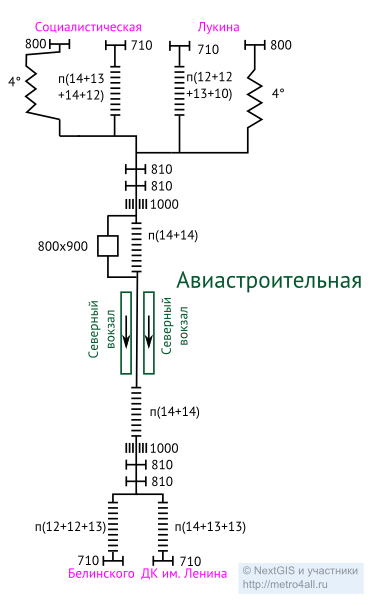 Социалистическая
Лукина
800
710
710
800
4°
п(14+13
+14+12)
п(12+12
+13+10)
4°
810
810
1000
п(14+14)
800x900
Авиастроительная
Северный
вокзал
Северный
вокзал
п(14+14)
1000
810
810
п(12+12+13)
п(14+13+13)
710
710
Белинского
ДК им. Ленина
© NextGIS и участники
http://metro4all.ru